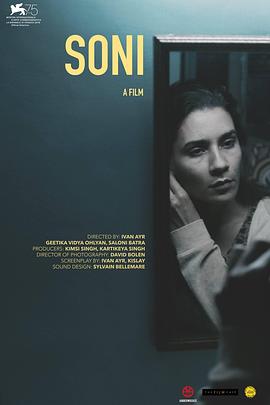 75
SONI
A FILM
DIRECTED BY: IVAN AYR
GEETIKA VIDYA OHLYAN, SALONI BATRA
PRODUCERS: KIMSI SINGH, KARTIKEYA SINGH
DIRECTOR OF PHOTOGRAPHY: DAVID BOLEN
SCREENPLAY BY: IVAN AYR, KISLAY
SOUND DESIGN: SYLVAIN BELLEMARE